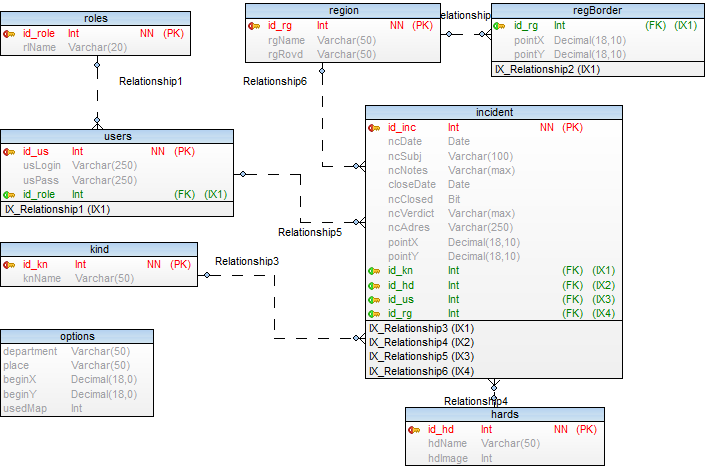 roles
id_role Int NN (PK)
rlName Varchar(20)
Relationship1
users
id_us Int NN (PK)
usLogin Varchar(250)
usPass Varchar(250)
id_role Int (FK) (IX1)
IX_Relationship1 (IX1)
kind
id_kn Int NN (PK)
knName Varchar(50)
options
department Varchar(50)
place Varchar(50)
beginX Decimal(18,0)
beginY Decimal(18,0)
usedMap Int
region
id_rg Int NN (PK)
rgName Varchar(50)
rgRovd Varchar(50)
elationship
regBorder
id_rg Int (FK) (IX1)
pointX Decimal(18,10)
pointY Decimal(18,10)
IX_Relationship2 (IX1)
Relationship6
Relationship5
Relationship3
incident
id_inc Int NN (PK)
ncDate Date
ncSubj Varchar(100)
ncNotes Varchar(max)
closeDate Date
ncClosed Bit
ncVerdict Varchar(max)
ncAdres Varchar(250)
pointX Decimal(18,10)
pointY Decimal(18,10)
id_kn Int (FK) (IX1)
id_hd Int (FK) (IX2)
id_us Int (FK) (IX3)
id_rg Int (FK) (IX4)
IX_Relationship3 (IX1)
IX_Relationship4 (IX2)
IX_Relationship5 (IX3)
IX_Relationship6 (IX4)
Relationship4
hards
id_hd Int NN (PK)
hdName Varchar(50)
hdImage Int